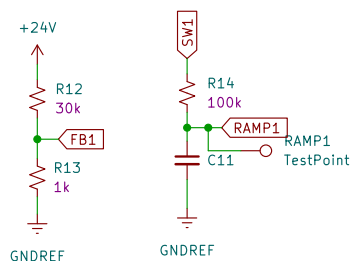 +24V
R12
30k
FB1
R13
1k
GNDREF
SW1
R14
100k
RAMP1
RAMP1
TestPoint
C11
GNDREF